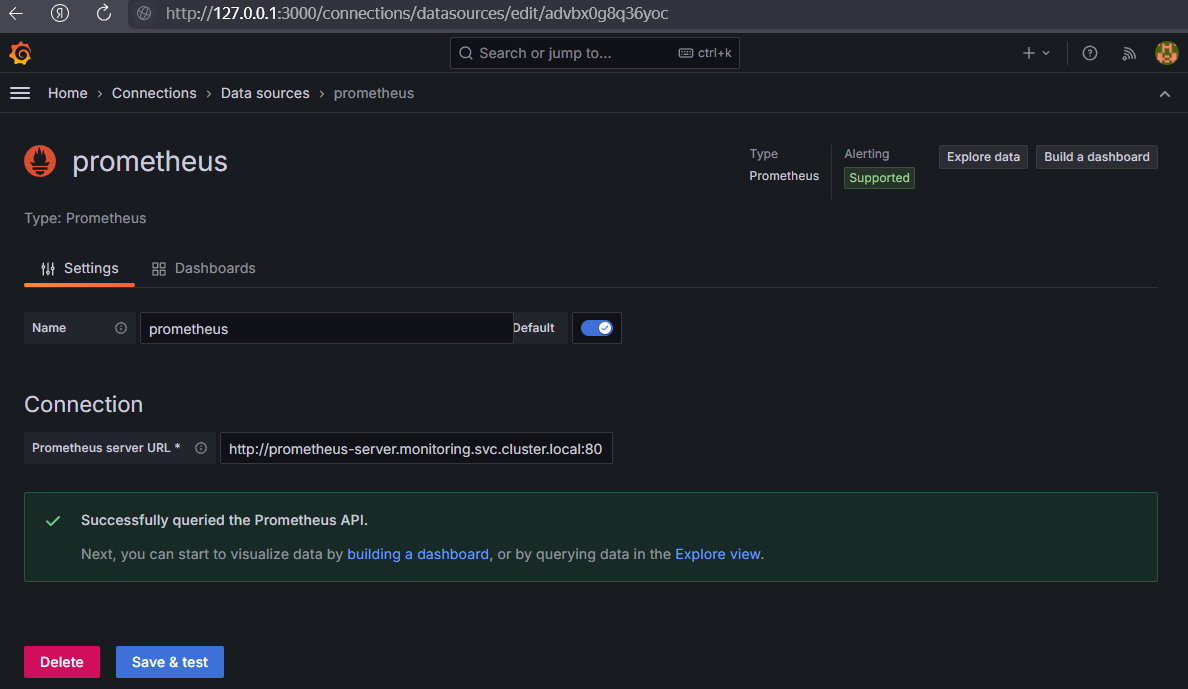 Я http://127.0.0.1:3000/connections/datasources/edit/advbx0g8q36yoc
Search or jump to... ctrl+k
Home › Connections › Data sources › prometheus
prometheus
Type Alerting Explore data Build a dashboard
Prometheus Supported
Type: Prometheus
Settings Dashboards
Name prometheus Default
Connection
Prometheus server URL * http://prometheus-server.monitoring.svc.cluster.local:80
Successfully queried the Prometheus API.
Next, you can start to visualize data by building a dashboard, or by querying data in the Explore view.
Delete Save & test